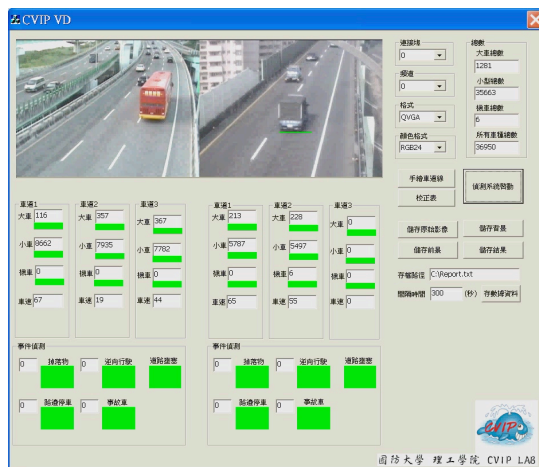 CVIP VD
連接埠
0
頻道
0
格式
QVGA
顏色格式
RGB24
總數
大車總數
1281
小型總數
35663
機車總數
6
所有車種總數
36950
手繪車道線
校正表
偵測系統啟動
儲存原始影像
儲存背景
儲存前景
儲存結果
存檔路徑 C:\Report.txt
間隔時間 300 (秒) 存數據資料
車道1 車道2 車道3
大車 116 大車 357 大車 367
小車 8662 小車 7935 小車 7782
機車 0 機車 0 機車 0
車速 67 車速 19 車速 44
車道1 車道2 車道3
大車 213 大車 228 大車 0
小車 5787 小車 5497 小車 0
機車 0 機車 6 機車 0
車速 65 車速 55 車速 0
事件偵測
0 掉落物 0 逆向行駛 道路壅塞
0 路邊停車 0 事故車
事件偵測
0 掉落物 0 逆向行駛 道路壅塞
0 路邊停車 0 事故車
CVIP
國防大學 理工學院 CVIP LAB